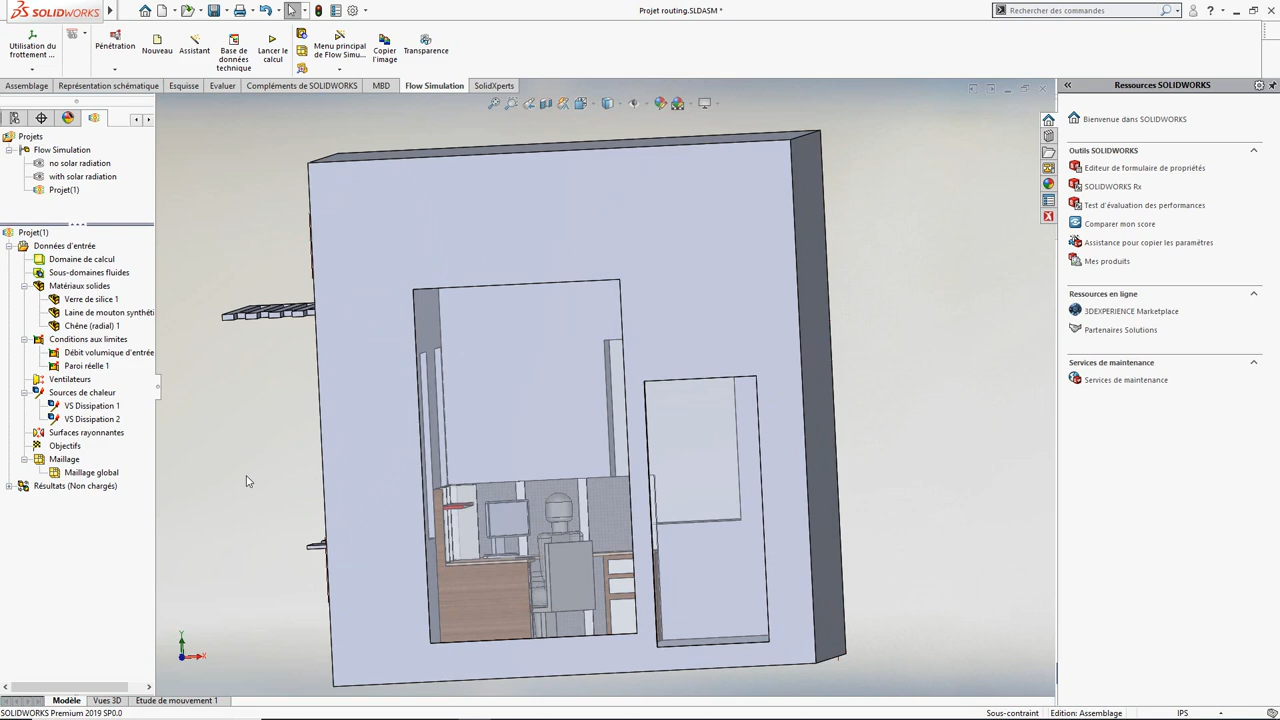 SOLIDWORKS
Projet routing.SLDASM *
Rechercher des commandes
Utilisation du frottement ...
Pénétration
Nouveau
Assistant
Base de données technique
Lancer le calcul
Menu principal de Flow Simu...
Copier l'image
Transparence
Assemblage
Représentation schématique
Esquisse
Evaluer
Compléments de SOLIDWORKS
MBD
Flow Simulation
SolidXperts
Ressources SOLIDWORKS
Projets
Flow Simulation
no solar radiation
with solar radiation
Projet(1)
Projet(1)
Données d'entrée
Domaine de calcul
Sous-domaines fluides
Matériaux solides
Verre de silice 1
Laine de mouton synthéti
Chêne (radial) 1
Conditions aux limites
Débit volumique d'entrée
Paroi réelle 1
Ventilateurs
Sources de chaleur
VS Dissipation 1
VS Dissipation 2
Surfaces rayonnantes
Objectifs
Maillage
Maillage global
Résultats (Non chargés)
Bienvenue dans SOLIDWORKS
Outils SOLIDWORKS
Editeur de formulaire de propriétés
SOLIDWORKS Rx
Test d'évaluation des performances
Comparer mon score
Assistance pour copier les paramètres
Mes produits
Ressources en ligne
3DEXPERIENCE Marketplace
Partenaires Solutions
Services de maintenance
Services de maintenance
Y
X
Modèle
Vues 3D
Etude de mouvement 1
SOLIDWORKS Premium 2019 SP0.0
Sous-contraint
Edition: Assemblage
IPS